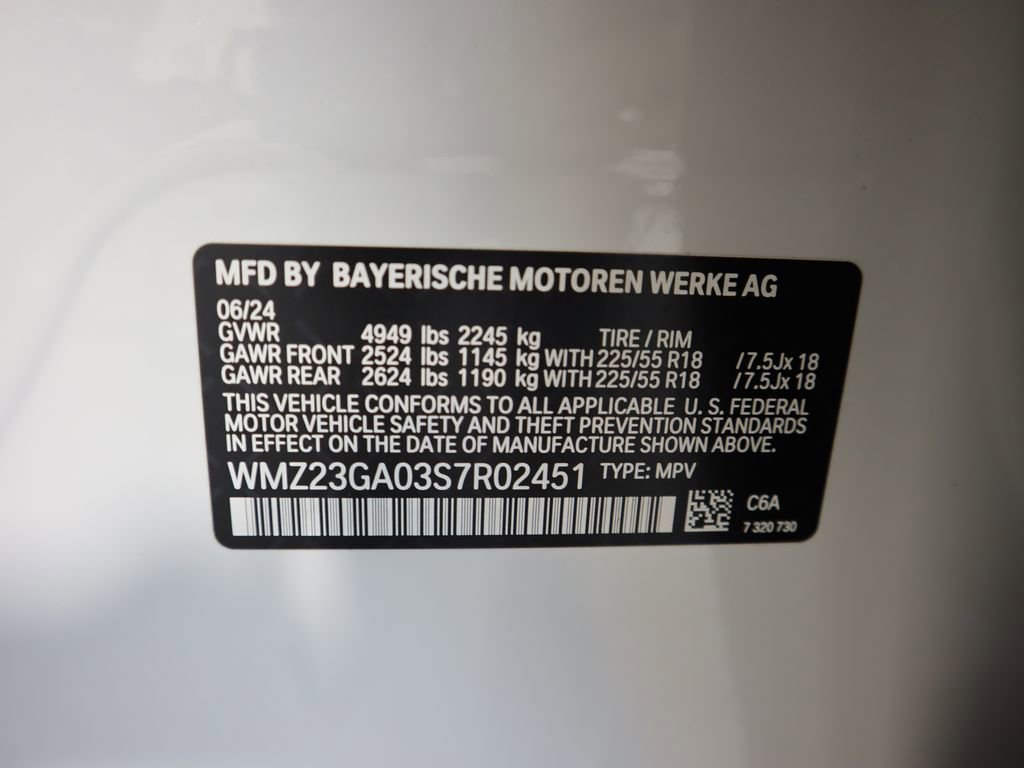 MFD BY BAYERISCHE MOTOREN WERKE AG
06/24
GVWR 4949 lbs 2245 kg TIRE / RIM
GAWR FRONT 2524 lbs 1145 kg WITH 225/55 R18 /7.5Jx 18
GAWR REAR 2624 lbs 1190 kg WITH 225/55 R18 /7.5Jx 18
THIS VEHICLE CONFORMS TO ALL APPLICABLE U. S. FEDERAL
MOTOR VEHICLE SAFETY AND THEFT PREVENTION STANDARDS
IN EFFECT ON THE DATE OF MANUFACTURE SHOWN ABOVE.
WMZ23GA03S7R02451 TYPE: MPV
C6A
7 320 730